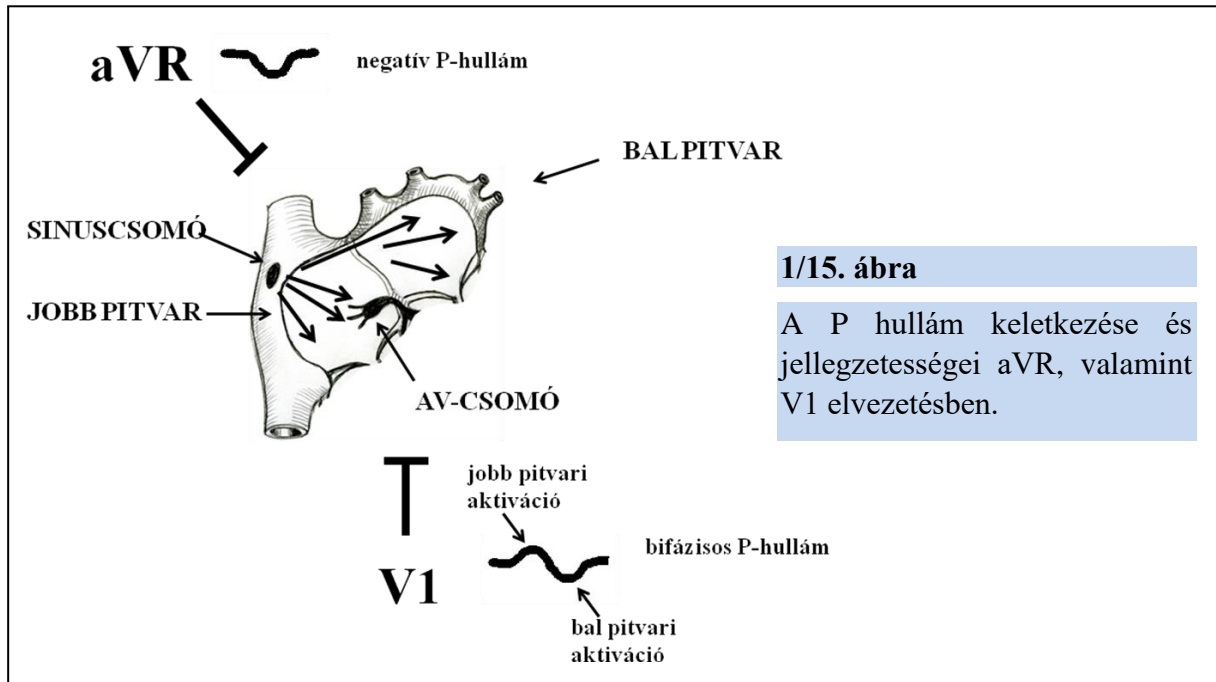 aVR
negatív P-hullám
BAL PITVAR
SINUSCSOMÓ
JOBB PITVAR
AV-CSOMÓ
1/15. ábra
A P hullám keletkezése és
jellegzetességei aVR, valamint
V1 elvezetésben.
jobb pitvari
aktiváció
bifázisos P-hullám
V1
bal pitvari
aktiváció